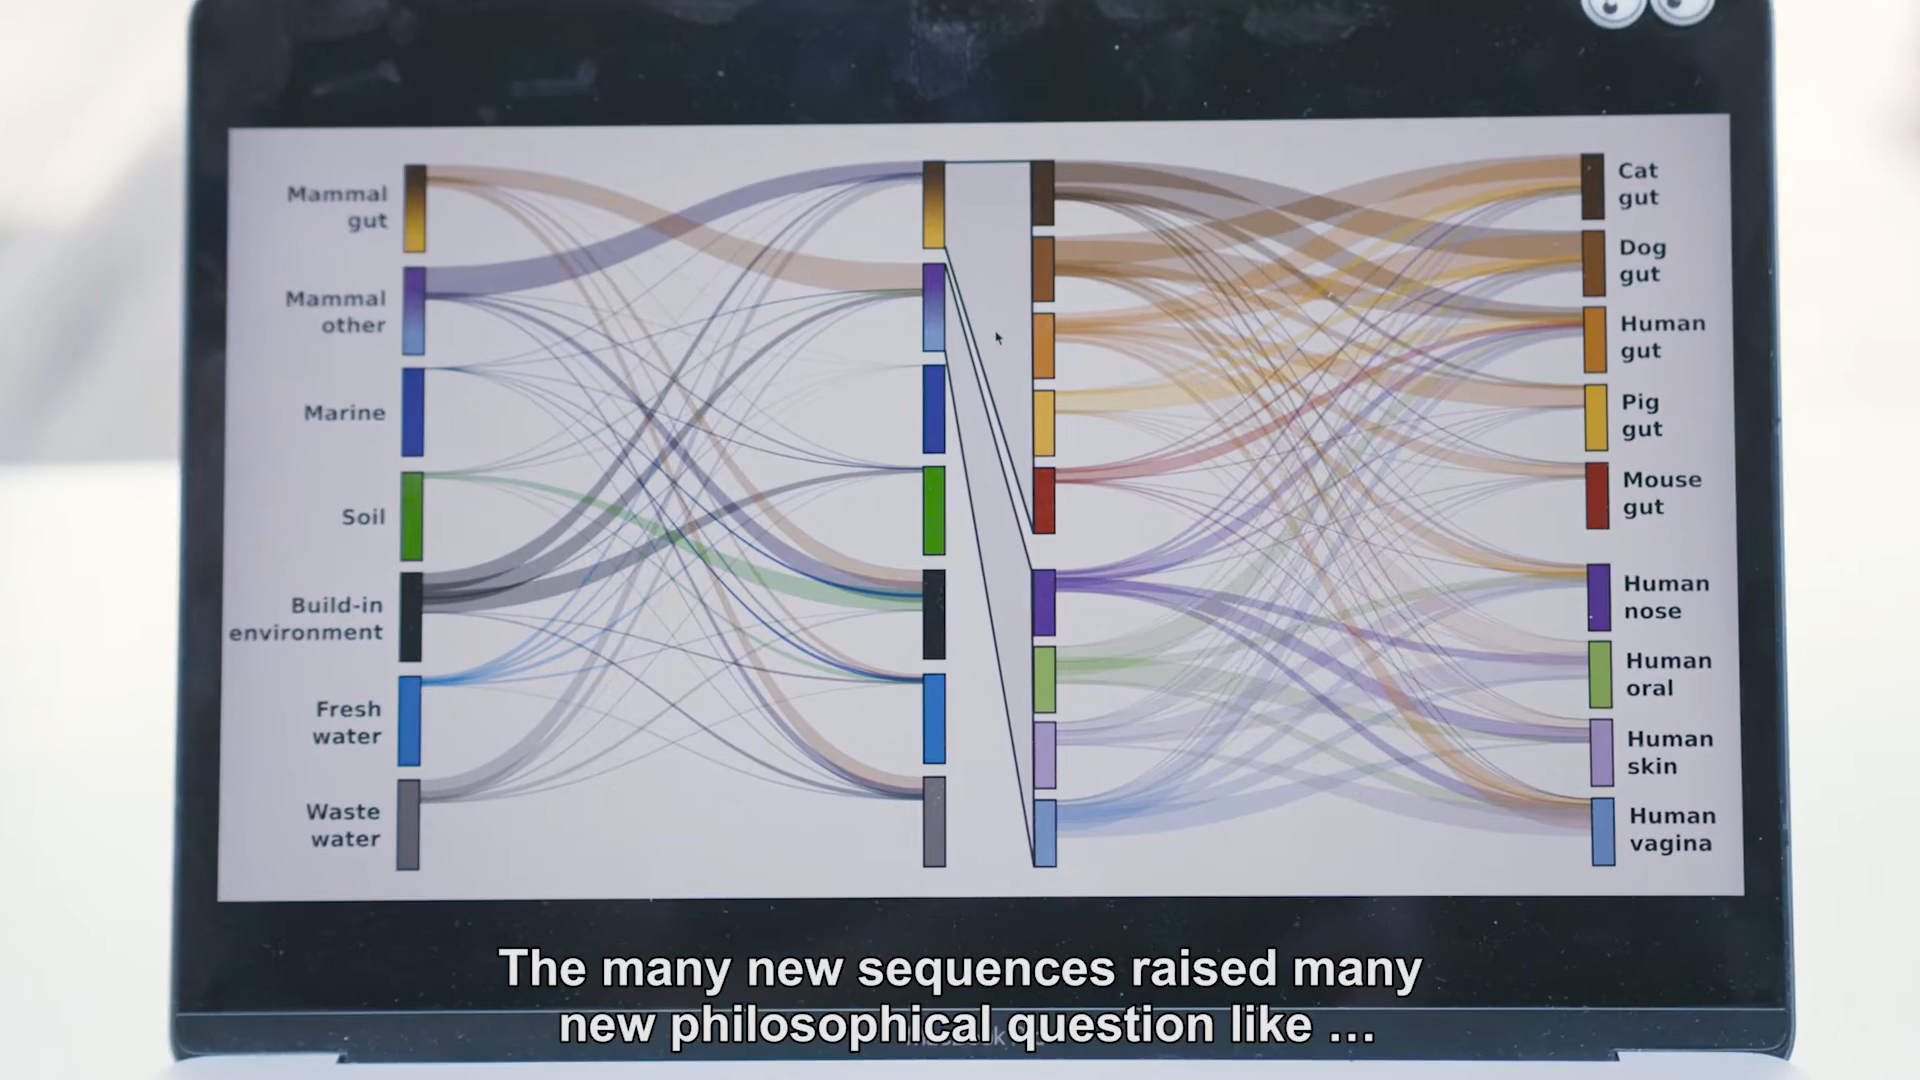 Mammal
gut
Mammal
other
Marine
Soil
Build-in
environment
Fresh
water
Waste
water
Cat
gut
Dog
gut
Human
gut
Pig
gut
Mouse
gut
Human
nose
Human
oral
Human
skin
Human
vagina
The many new sequences raised many
new philosophical question like …